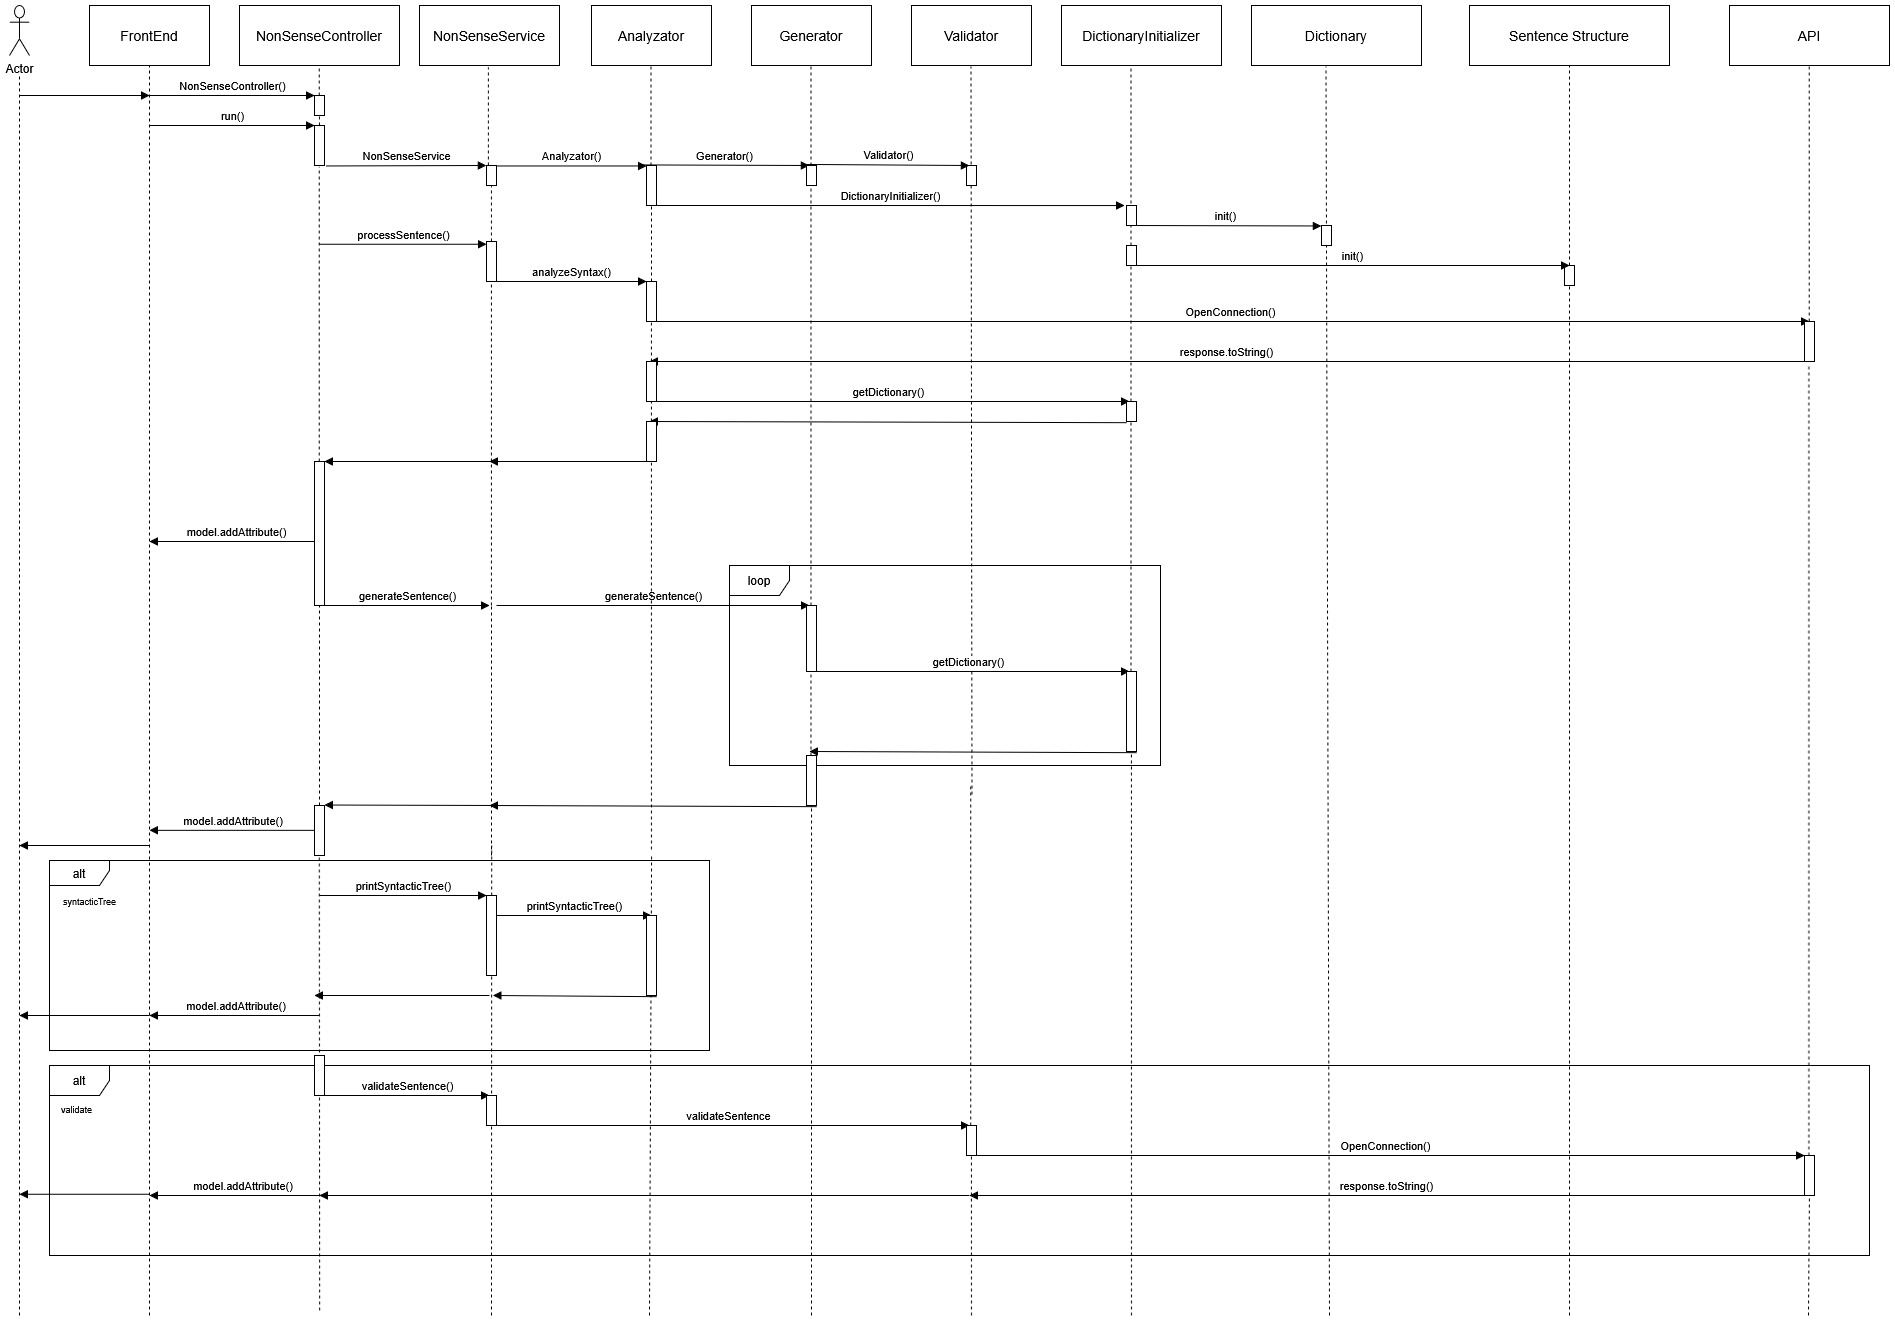 Actor
FrontEnd
NonSenseController
NonSenseService
Analyzator
Generator
Validator
DictionaryInitializer
Dictionary
Sentence Structure
API
NonSenseController()
run()
NonSenseService
Analyzator()
Generator()
Validator()
DictionaryInitializer()
init()
processSentence()
init()
analyzeSyntax()
OpenConnection()
response.toString()
getDictionary()
model.addAttribute()
loop
generateSentence()
generateSentence()
getDictionary()
model.addAttribute()
alt
syntacticTree
printSyntacticTree()
printSyntacticTree()
model.addAttribute()
alt
validate
validateSentence()
validateSentence
OpenConnection()
model.addAttribute()
response.toString()